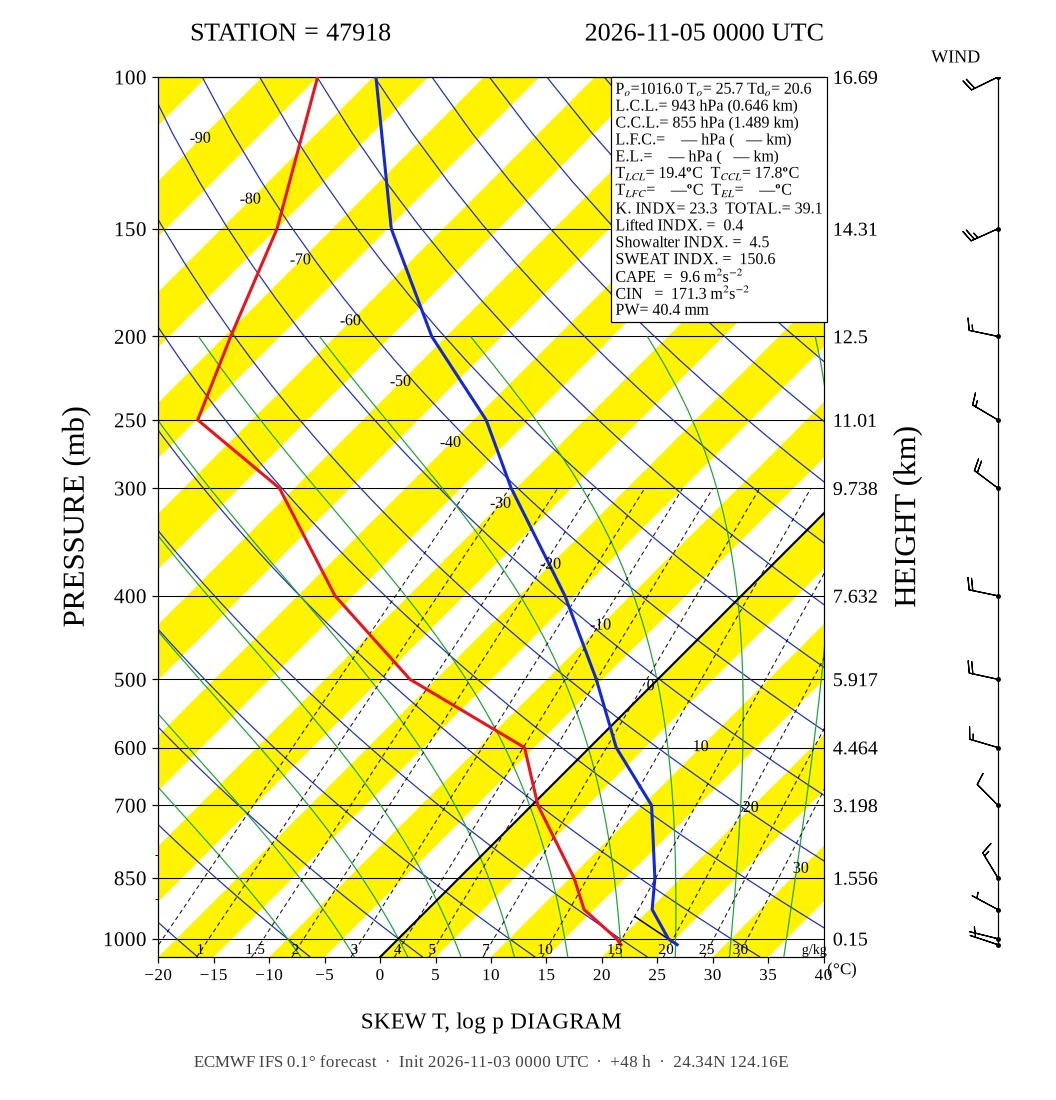 STATION = 47918
2026-11-05 0000 UTC
WIND
100
16.69
Pₒ=1016.0 Tₒ= 25.7 Tdₒ= 20.6
L.C.L.= 943 hPa (0.646 km)
C.C.L.= 855 hPa (1.489 km)
L.F.C.= — hPa ( — km)
E.L.= — hPa ( — km)
T_LCL= 19.4°C T_CCL= 17.8°C
T_LFC= —°C T_EL= —°C
K. INDX= 23.3 TOTAL.= 39.1
Lifted INDX. = 0.4
Showalter INDX. = 4.5
SWEAT INDX. = 150.6
CAPE = 9.6 m²s⁻²
CIN = 171.3 m²s⁻²
PW= 40.4 mm
-90
-80
150
14.31
-70
-60
200
12.5
-50
250
11.01
-40
300
9.738
-30
-20
400
7.632
-10
500
5.917
0
600
4.464
10
700
3.198
20
850
1.556
30
1000
0.15
PRESSURE (mb)
HEIGHT (km)
1 1.5 2 3 4 5 7 10 15 20 25 30 g/kg
−20 −15 −10 −5 0 5 10 15 20 25 30 35 40 (°C)
SKEW T, log p DIAGRAM
ECMWF IFS 0.1° forecast · Init 2026-11-03 0000 UTC · +48 h · 24.34N 124.16E